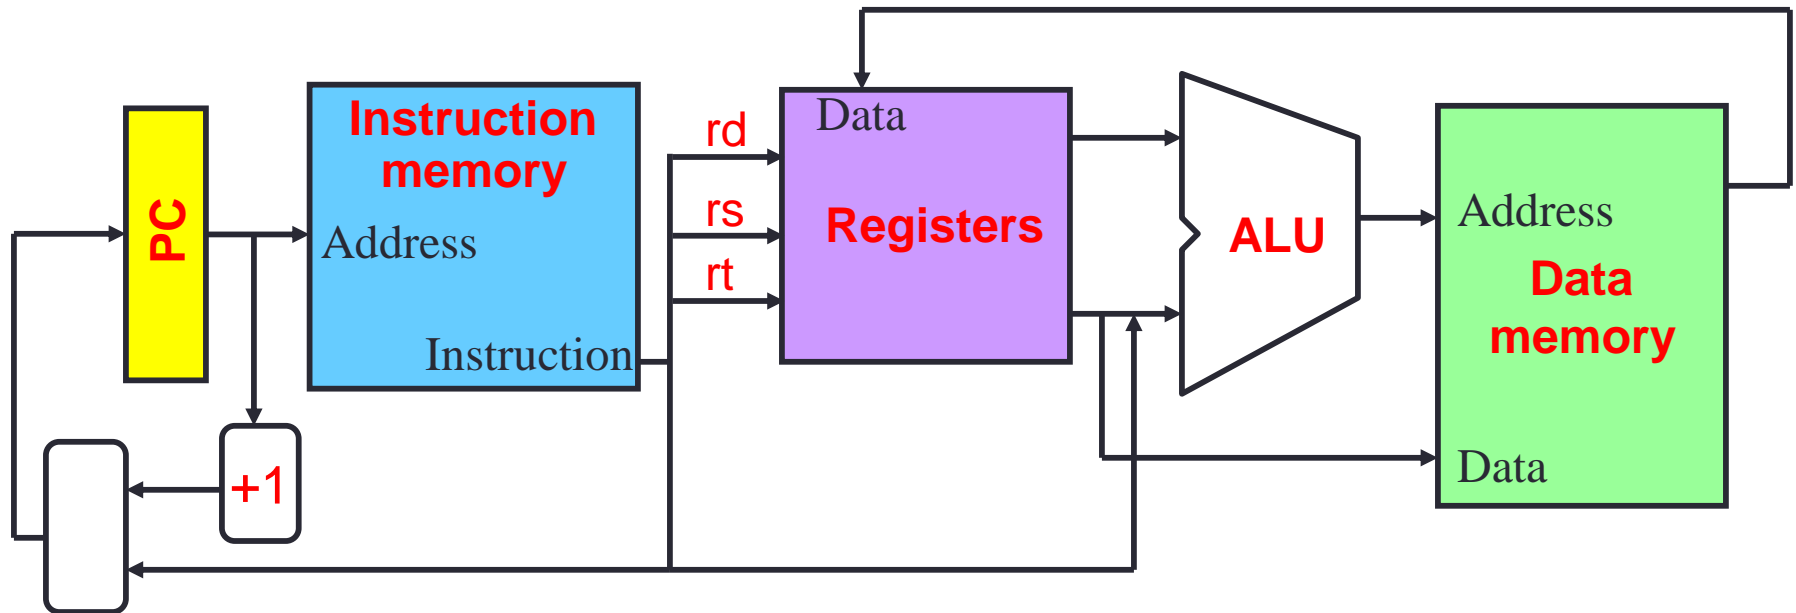 PC
Instruction
memory
Address
Instruction
+1
rd
rs
rt
Data
Registers
ALU
Address
Data
memory
Data